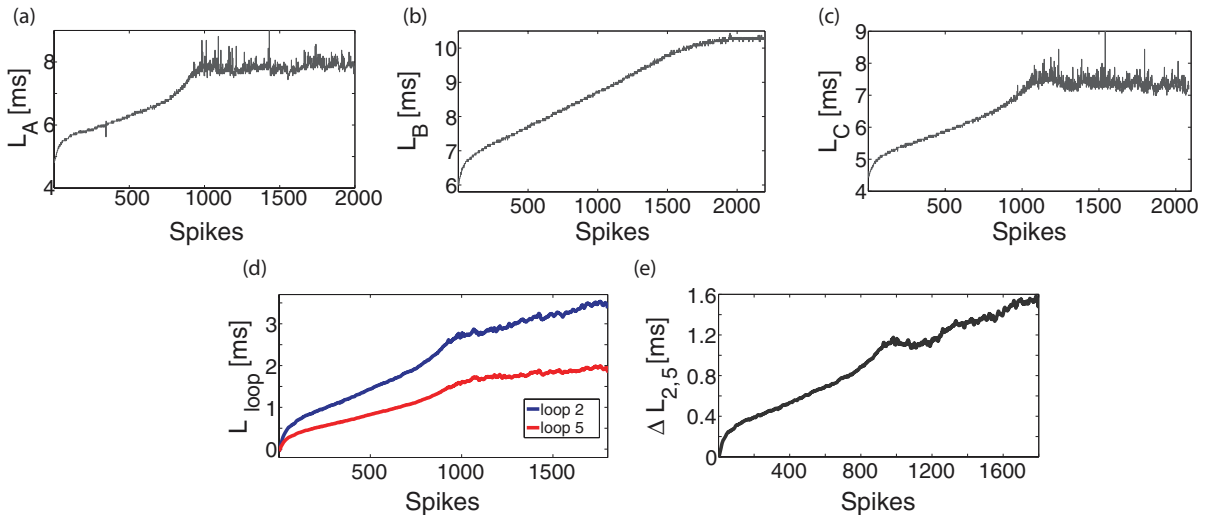 (a)
(b)
(c)
8
6
4
L_A [ms]
500
1000
1500
2000
Spikes
10
8
6
L_B [ms]
500
1000
1500
2000
Spikes
9
8
7
6
5
4
L_C [ms]
500
1000
1500
2000
Spikes
(d)
(e)
3
2
1
0
L_loop [ms]
loop 2
loop 5
500
1000
1500
Spikes
1.6
1.2
0.8
0.4
0
Δ L_2,5 [ms]
400
800
1200
1600
Spikes